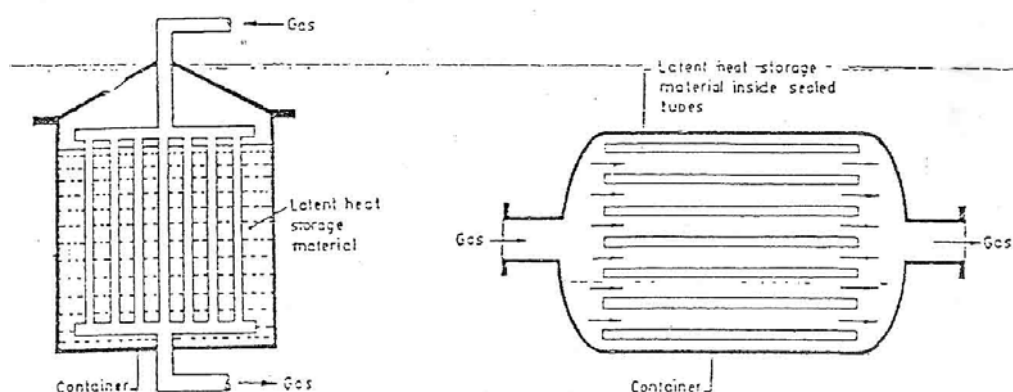 Gas
Latent heat storage
material inside sealed
tubes
Latent heat
storage
material
Gas
Gas
Container
Gas
Container